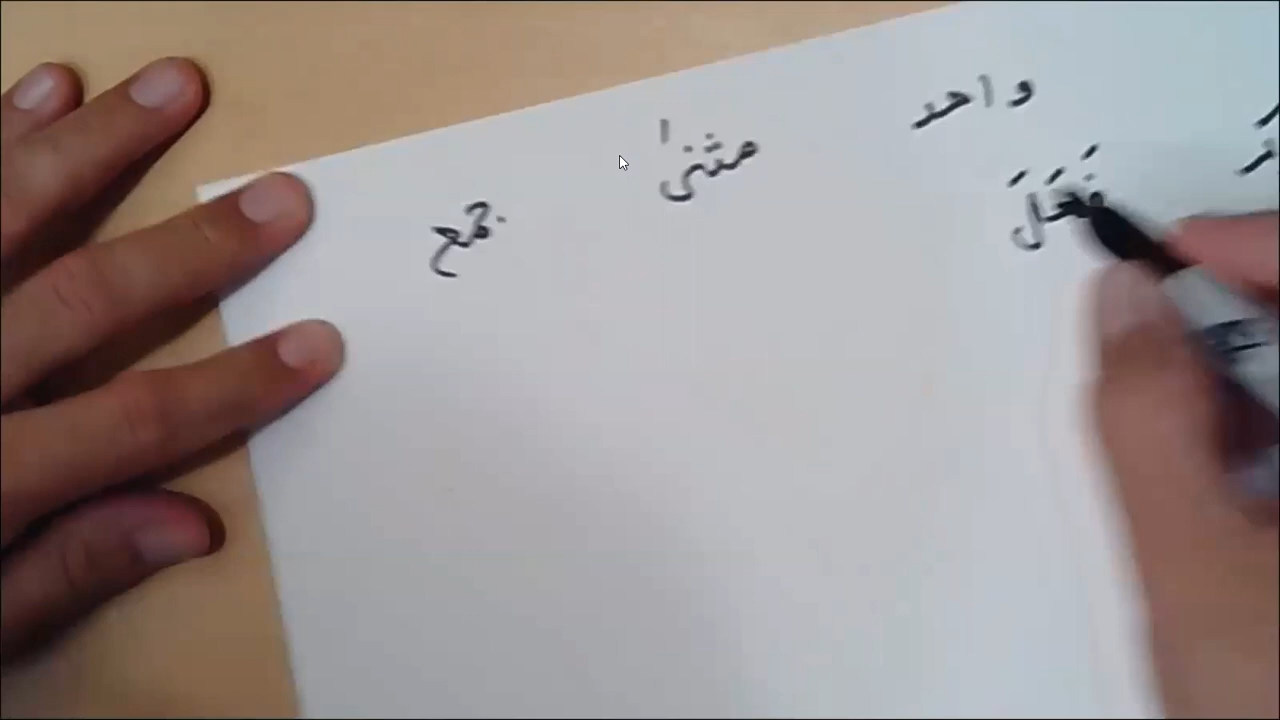 واحد مثنىٰ جمع
فَعَلَ